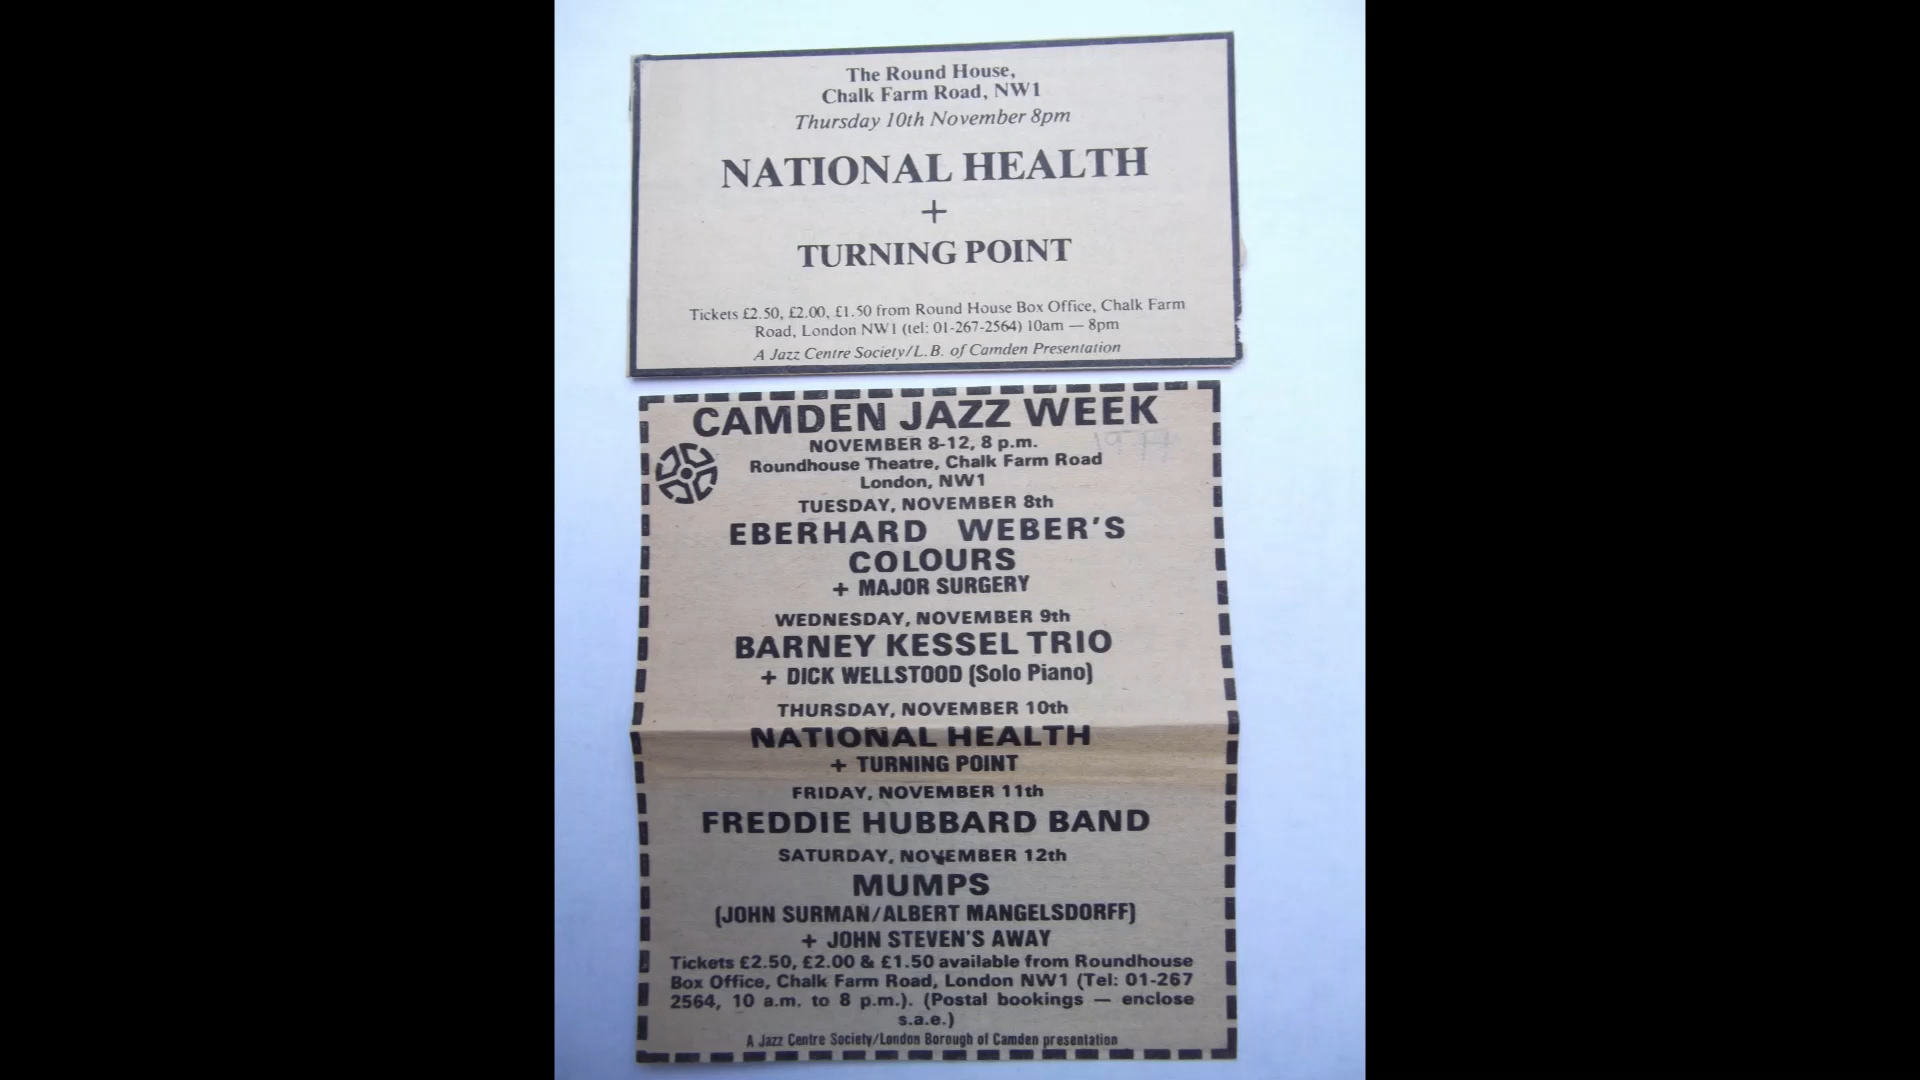 The Round House,
Chalk Farm Road, NW1
Thursday 10th November 8pm
NATIONAL HEALTH
+
TURNING POINT
Tickets £2.50, £2.00, £1.50 from Round House Box Office, Chalk Farm
Road, London NW1 (tel: 01-267-2564) 10am — 8pm
A Jazz Centre Society/L.B. of Camden Presentation
CAMDEN JAZZ WEEK
NOVEMBER 8-12, 8 p.m.
Roundhouse Theatre, Chalk Farm Road
London, NW1
TUESDAY, NOVEMBER 8th
EBERHARD WEBER'S
COLOURS
+ MAJOR SURGERY
WEDNESDAY, NOVEMBER 9th
BARNEY KESSEL TRIO
+ DICK WELLSTOOD (Solo Piano)
THURSDAY, NOVEMBER 10th
NATIONAL HEALTH
+ TURNING POINT
FRIDAY, NOVEMBER 11th
FREDDIE HUBBARD BAND
SATURDAY, NOVEMBER 12th
MUMPS
(JOHN SURMAN/ALBERT MANGELSDORFF)
+ JOHN STEVEN'S AWAY
Tickets £2.50, £2.00 & £1.50 available from Roundhouse
Box Office, Chalk Farm Road, London NW1 (Tel: 01-267
2564, 10 a.m. to 8 p.m.). (Postal bookings — enclose
s.a.e.)
A Jazz Centre Society/London Borough of Camden presentation